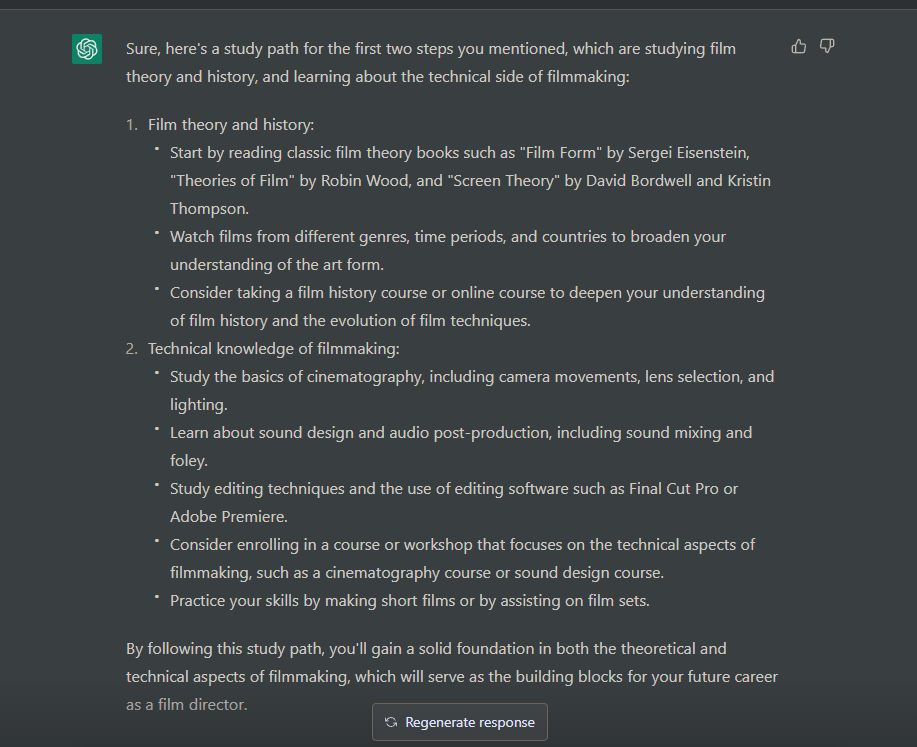 Sure, here's a study path for the first two steps you mentioned, which are studying film
theory and history, and learning about the technical side of filmmaking:
1. Film theory and history:
• Start by reading classic film theory books such as "Film Form" by Sergei Eisenstein,
"Theories of Film" by Robin Wood, and "Screen Theory" by David Bordwell and Kristin
Thompson.
• Watch films from different genres, time periods, and countries to broaden your
understanding of the art form.
• Consider taking a film history course or online course to deepen your understanding
of film history and the evolution of film techniques.
2. Technical knowledge of filmmaking:
• Study the basics of cinematography, including camera movements, lens selection, and
lighting.
• Learn about sound design and audio post-production, including sound mixing and
foley.
• Study editing techniques and the use of editing software such as Final Cut Pro or
Adobe Premiere.
• Consider enrolling in a course or workshop that focuses on the technical aspects of
filmmaking, such as a cinematography course or sound design course.
• Practice your skills by making short films or by assisting on film sets.
By following this study path, you'll gain a solid foundation in both the theoretical and
technical aspects of filmmaking, which will serve as the building blocks for your future career
as a film director.
Regenerate response